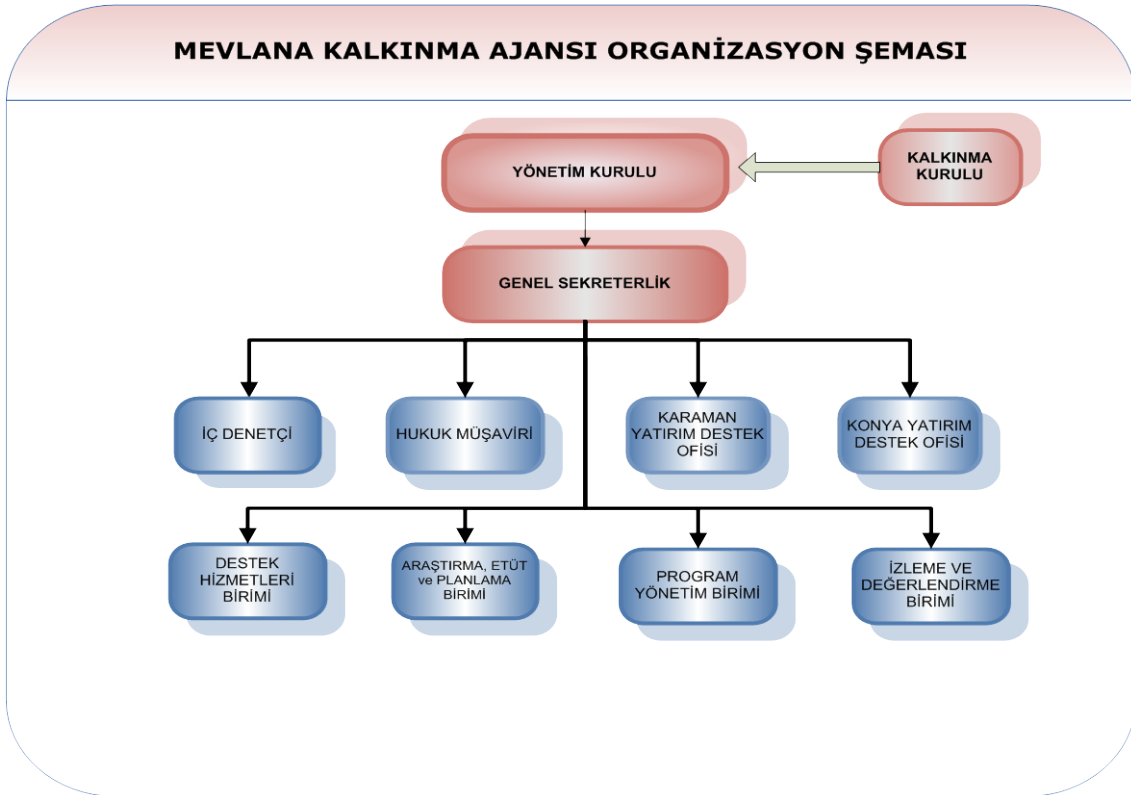 MEVLANA KALKINMA AJANSI ORGANİZASYON ŞEMASI
YÖNETİM KURULU
KALKINMA
KURULU
GENEL SEKRETERLİK
İÇ DENETÇİ
HUKUK MÜŞAVİRİ
KARAMAN
YATIRIM DESTEK
OFİSİ
KONYA YATIRIM
DESTEK OFİSİ
DESTEK
HİZMETLERİ
BİRİMİ
ARAŞTIRMA, ETÜT
ve PLANLAMA
BİRİMİ
PROGRAM
YÖNETİM BİRİMİ
İZLEME VE
DEĞERLENDİRME
BİRİMİ